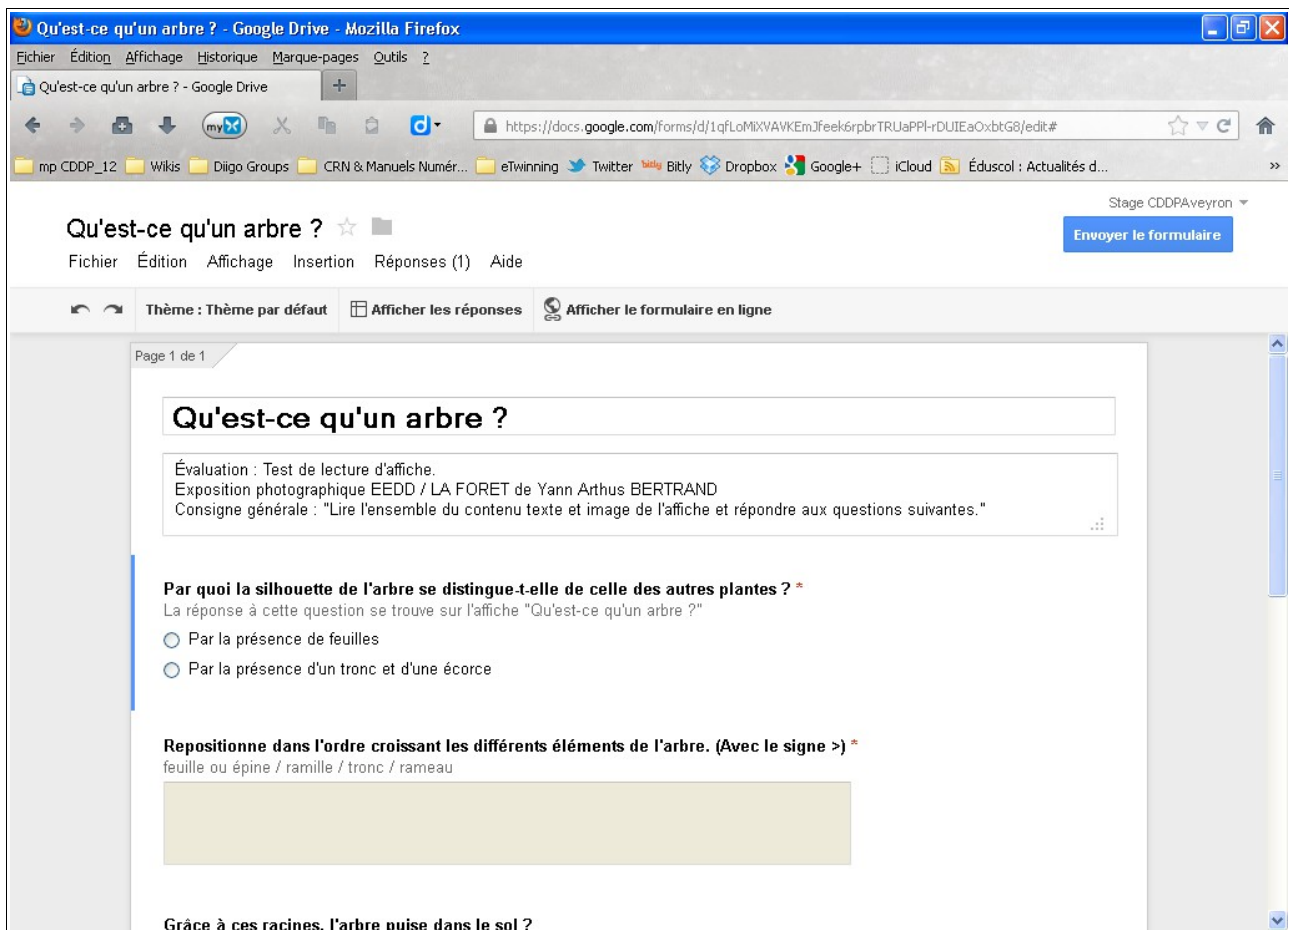 Qu'est-ce qu'un arbre ? - Google Drive - Mozilla Firefox
Fichier Édition Affichage Historique Marque-pages Outils ?
Qu'est-ce qu'un arbre ? - Google Drive
my
https://docs.google.com/forms/d/1qfLoMiXVAVKEmJfeek6rpbrTRUaPPl-rDUIEaOxbtG8/edit#
mp CDDP_12 Wikis Diigo Groups CRN & Manuels Numér... eTwinning Twitter bitly Bitly Dropbox Google+ iCloud Éduscol : Actualités d... »
Stage CDDPAveyron
Qu'est-ce qu'un arbre ?
Envoyer le formulaire
Fichier Édition Affichage Insertion Réponses (1) Aide
Thème : Thème par défaut Afficher les réponses Afficher le formulaire en ligne
Page 1 de 1
Qu'est-ce qu'un arbre ?
Évaluation : Test de lecture d'affiche.
Exposition photographique EEDD / LA FORET de Yann Arthus BERTRAND
Consigne générale : "Lire l'ensemble du contenu texte et image de l'affiche et répondre aux questions suivantes."
Par quoi la silhouette de l'arbre se distingue-t-elle de celle des autres plantes ? *
La réponse à cette question se trouve sur l'affiche "Qu'est-ce qu'un arbre ?"
Par la présence de feuilles
Par la présence d'un tronc et d'une écorce
Repositionne dans l'ordre croissant les différents éléments de l'arbre. (Avec le signe >) *
feuille ou épine / ramille / tronc / rameau
Grâce à ces racines, l'arbre puise dans le sol ?